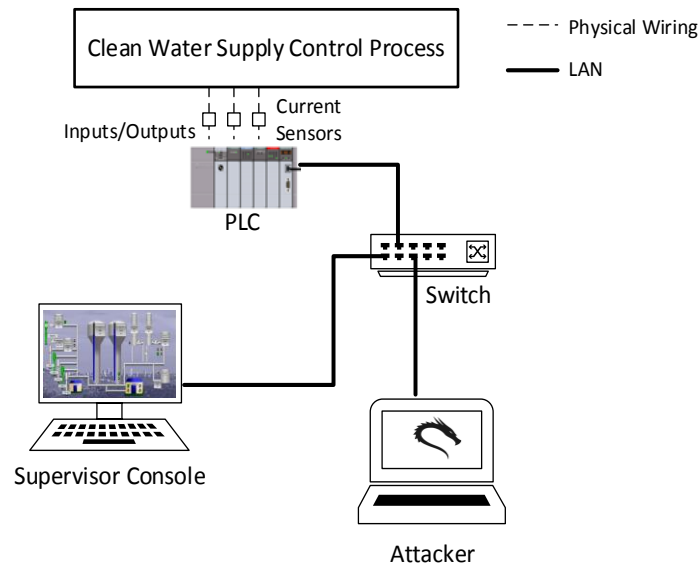 Clean Water Supply Control Process
Physical Wiring
LAN
Inputs/Outputs
Current
Sensors
PLC
Switch
Supervisor Console
Attacker